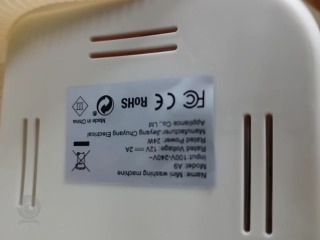 Name: Mini washing machine
Model: A9
Input: 100V-240V~
Rated Voltage: 12V ⎓ 2A
Rated Power: 24W
Manufacturer: Jieyang Chuyang Electrical
Appliance Co., Ltd
FC CE RoHS
Made in China